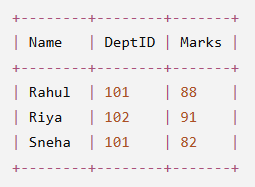 +--------+--------+-------+
| Name   | DeptID | Marks |
+--------+--------+-------+
| Rahul  | 101    | 88    |
| Riya   | 102    | 91    |
| Sneha  | 101    | 82    |
+--------+--------+-------+